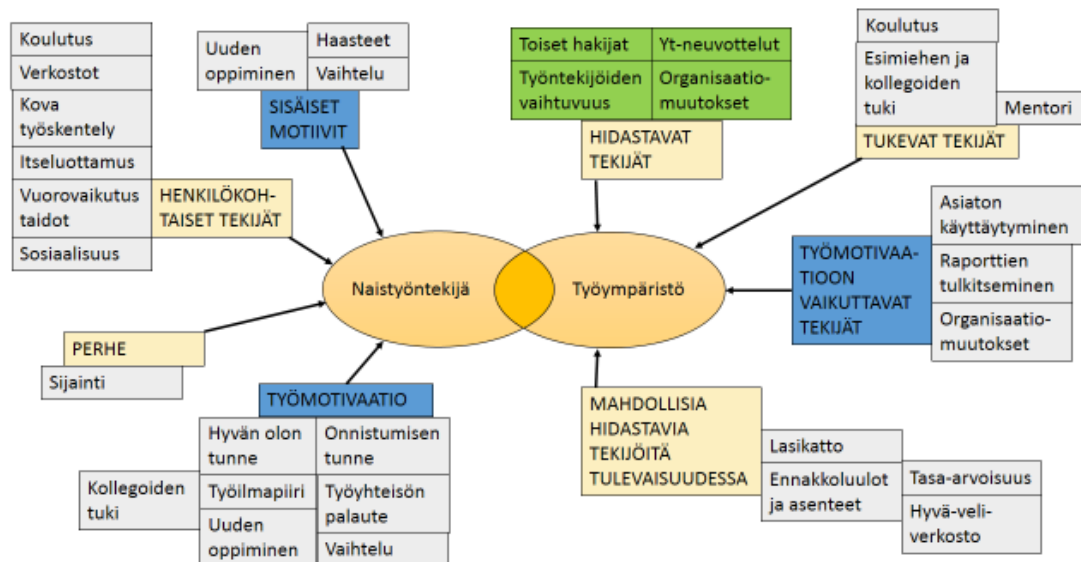 Koulutus
Verkostot
Kova
työskentely
Itseluottamus
Vuorovaikutus
taidot
Sosiaalisuus
HENKILÖKOH-
TAISET TEKIJÄT
Uuden
oppiminen
Haasteet
Vaihtelu
SISÄISET
MOTIIVIT
Toiset hakijat
Yt-neuvottelut
Työntekijöiden
vaihtuvuus
Organisaatio-
muutokset
HIDASTAVAT
TEKIJÄT
Koulutus
Esimiehen ja
kollegoiden
tuki
Mentori
TUKEVAT TEKIJÄT
Naistyöntekijä
Työympäristö
TYÖMOTIVAA-
TIOON
VAIKUTTAVAT
TEKIJÄT
Asiaton
käyttäytyminen
Raporttien
tulkitseminen
Organisaatio-
muutokset
PERHE
Sijainti
TYÖMOTIVAATIO
Hyvän olon
tunne
Onnistumisen
tunne
Kollegoiden
tuki
Työilmapiiri
Työyhteisön
palaute
Uuden
oppiminen
Vaihtelu
MAHDOLLISIA
HIDASTAVIA
TEKIJÖITÄ
TULEVAISUUDESSA
Lasikatto
Ennakkoluulot
ja asenteet
Tasa-arvoisuus
Hyvä-veli-
verkosto